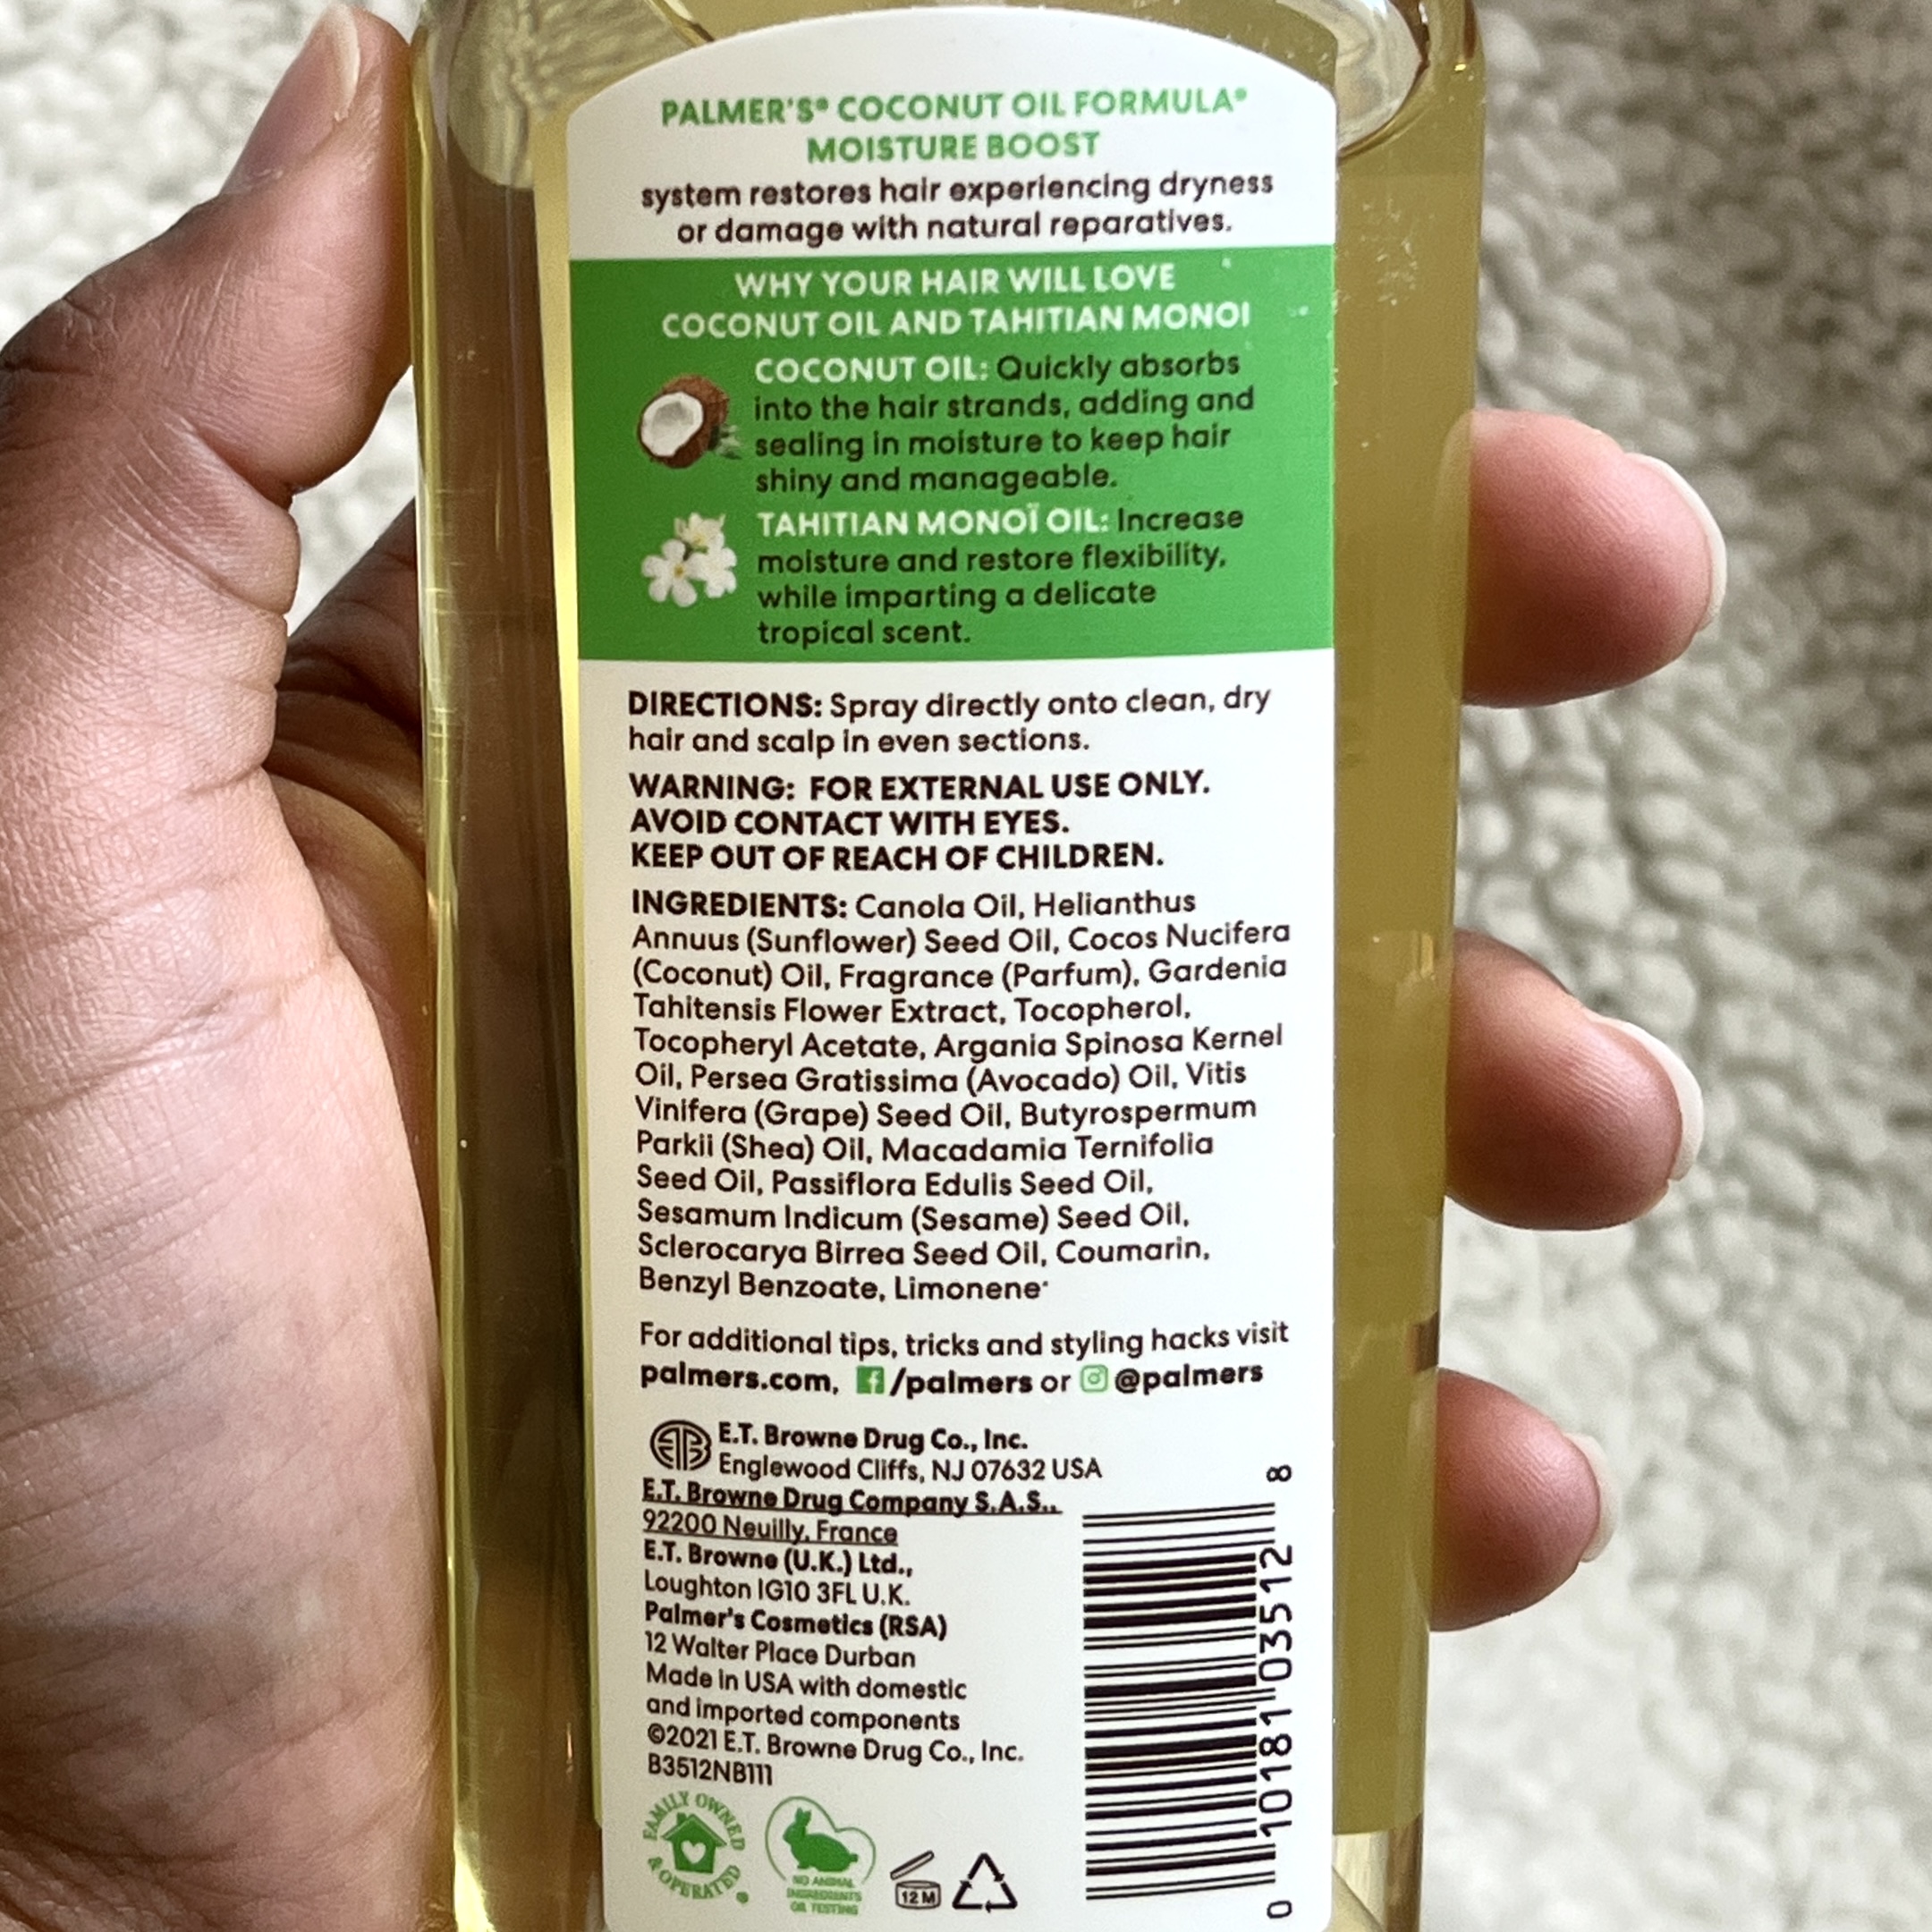 PALMER'S® COCONUT OIL FORMULA®
MOISTURE BOOST
system restores hair experiencing dryness
or damage with natural reparatives.
WHY YOUR HAIR WILL LOVE
COCONUT OIL AND TAHITIAN MONOI
COCONUT OIL: Quickly absorbs
into the hair strands, adding and
sealing in moisture to keep hair
shiny and manageable.
TAHITIAN MONOÏ OIL: Increase
moisture and restore flexibility,
while imparting a delicate
tropical scent.
DIRECTIONS: Spray directly onto clean, dry
hair and scalp in even sections.
WARNING: FOR EXTERNAL USE ONLY.
AVOID CONTACT WITH EYES.
KEEP OUT OF REACH OF CHILDREN.
INGREDIENTS: Canola Oil, Helianthus
Annuus (Sunflower) Seed Oil, Cocos Nucifera
(Coconut) Oil, Fragrance (Parfum), Gardenia
Tahitensis Flower Extract, Tocopherol,
Tocopheryl Acetate, Argania Spinosa Kernel
Oil, Persea Gratissima (Avocado) Oil, Vitis
Vinifera (Grape) Seed Oil, Butyrospermum
Parkii (Shea) Oil, Macadamia Ternifolia
Seed Oil, Passiflora Edulis Seed Oil,
Sesamum Indicum (Sesame) Seed Oil,
Sclerocarya Birrea Seed Oil, Coumarin,
Benzyl Benzoate, Limonene·
For additional tips, tricks and styling hacks visit
palmers.com, f/palmers or @palmers
E.T. Browne Drug Co., Inc.
Englewood Cliffs, NJ 07632 USA
E.T. Browne Drug Company S.A.S.,
92200 Neuilly, France
E.T. Browne (U.K.) Ltd.,
Loughton IG10 3FL U.K.
Palmer's Cosmetics (RSA)
12 Walter Place Durban
Made in USA with domestic
and imported components
©2021 E.T. Browne Drug Co., Inc.
B3512NB111
FAMILY OWNED
& OPERATED
NO ANIMAL
INGREDIENTS
OR TESTING
12 M
0 10181 03512 8